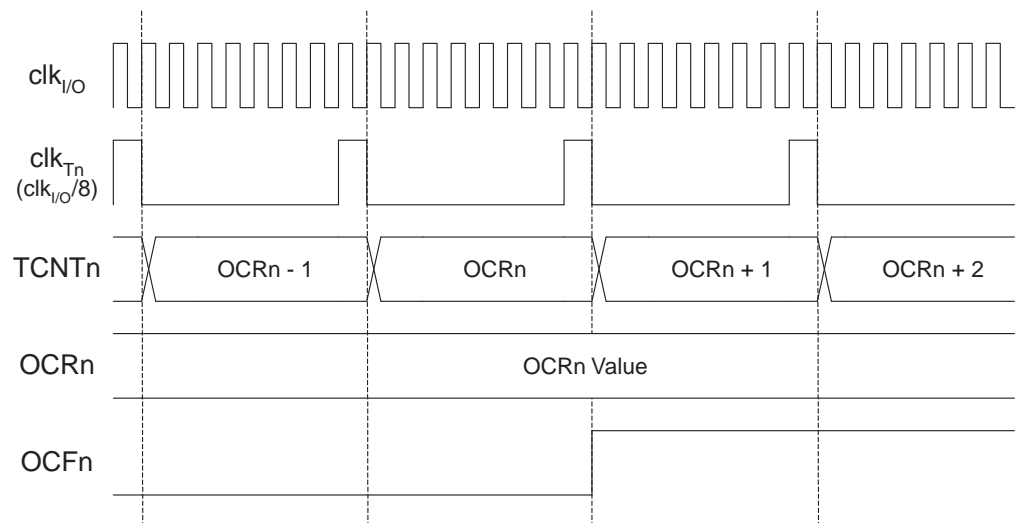 clkI/O
clkTn
(clkI/O/8)
TCNTn
OCRn - 1
OCRn
OCRn + 1
OCRn + 2
OCRn
OCRn Value
OCFn